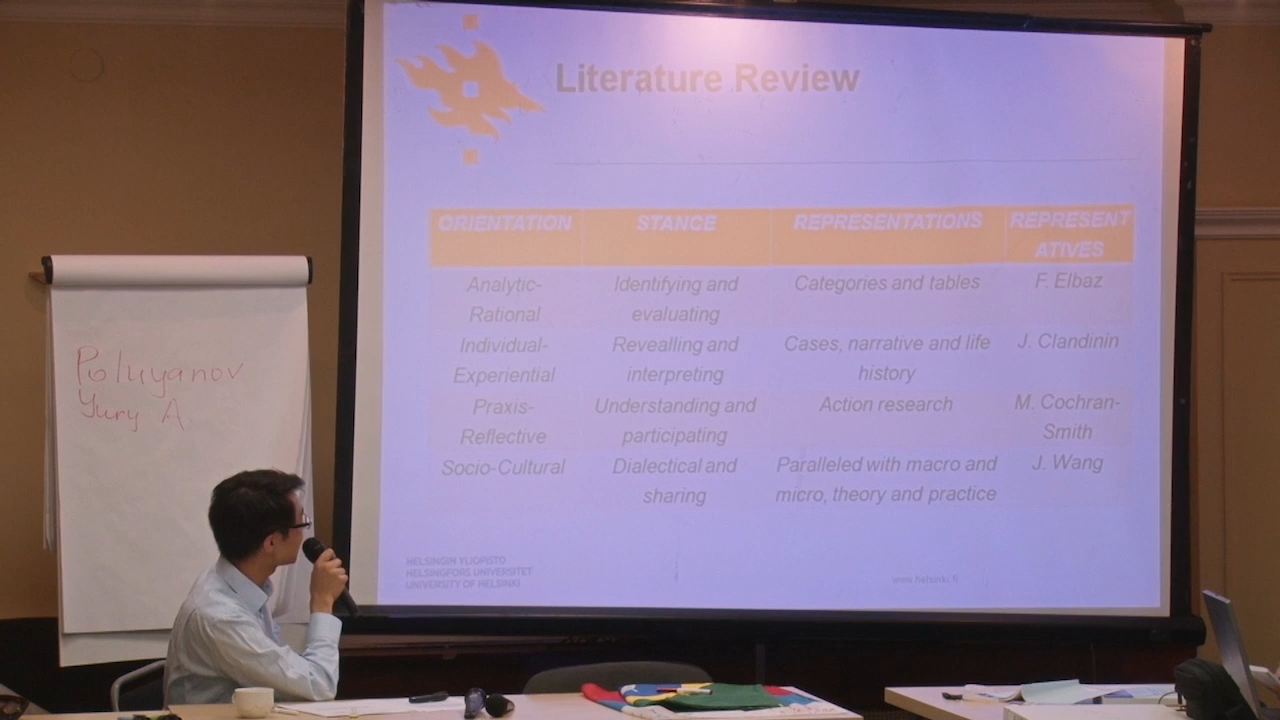 Literature Review
ORIENTATION STANCE REPRESENTATIONS REPRESENT
ATIVES
Analytic- Identifying and Categories and tables F. Elbaz
Rational evaluating
Individual- Revealling and Cases, narrative and life J. Clandinin
Experiential interpreting history
Praxis- Understanding and Action research M. Cochran-
Reflective participating Smith
Socio-Cultural Dialectical and Paralleled with macro and J. Wang
sharing micro, theory and practice
HELSINGIN YLIOPISTO
HELSINGFORS UNIVERSITET
UNIVERSITY OF HELSINKI
www.helsinki.fi
Poluyanov
Yury A.